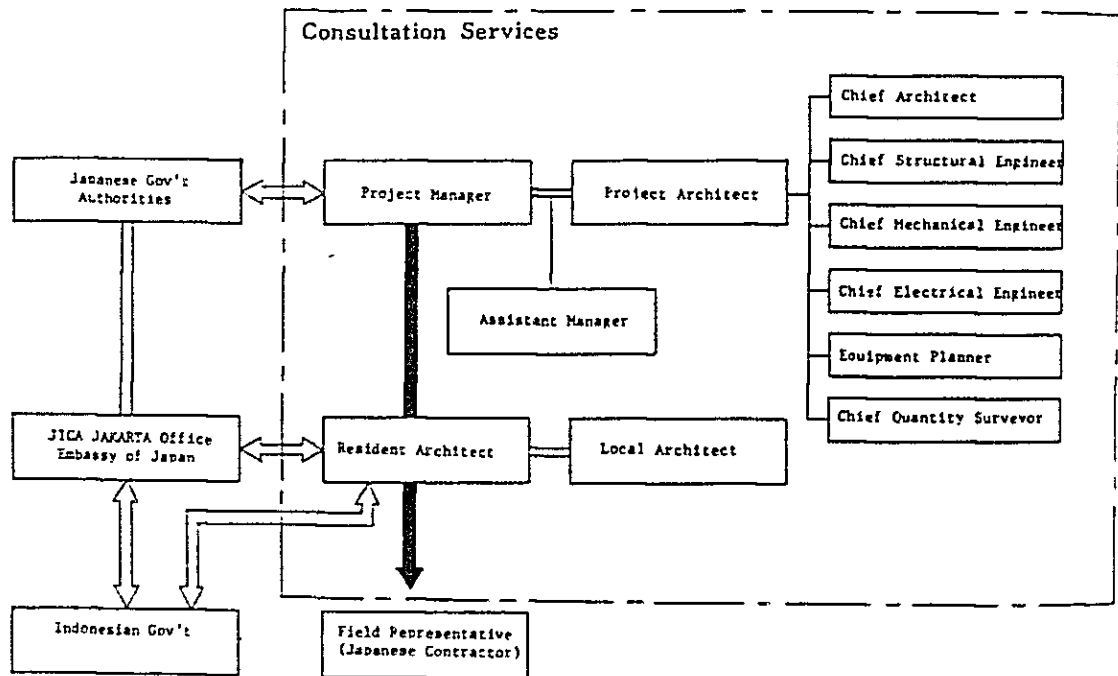 Consultation Services
Chief Architect
Japanese Gov't
Authorities
Project Manager
Project Architect
Chief Structural Engineer
Chief Mechanical Engineer
Assistant Manager
Chief Electrical Engineer
Equipment Planner
Chief Quantity Surveyor
JICA JAKARTA Office
Embassy of Japan
Resident Architect
Local Architect
Indonesian Gov't
Field Representative
(Japanese Contractor)